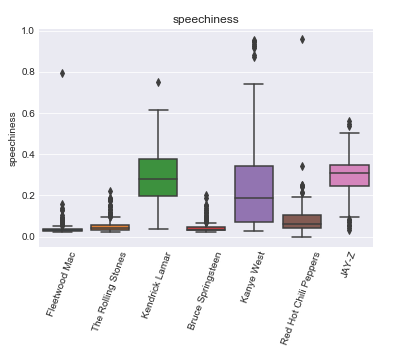 speechiness
speechiness
1.0
0.8
0.6
0.4
0.2
0.0
Fleetwood Mac
The Rolling Stones
Kendrick Lamar
Bruce Springsteen
Kanye West
Red Hot Chili Peppers
JAY-Z